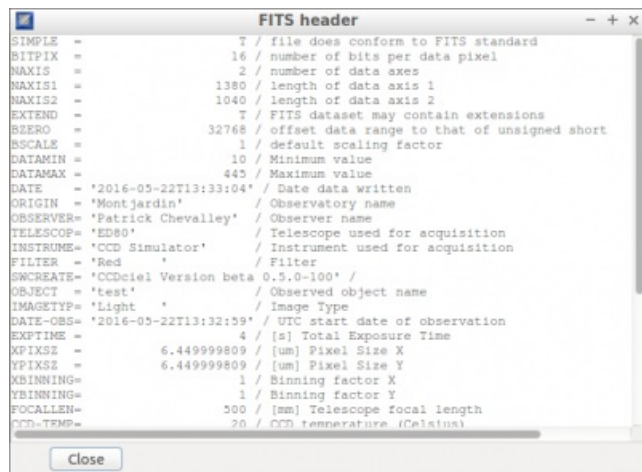 FITS header
SIMPLE  =                    T / file does conform to FITS standard
BITPIX  =                   16 / number of bits per data pixel
NAXIS   =                    2 / number of data axes
NAXIS1  =                 1380 / length of data axis 1
NAXIS2  =                 1040 / length of data axis 2
EXTEND  =                    T / FITS dataset may contain extensions
BZERO   =                32768 / offset data range to that of unsigned short
BSCALE  =                    1 / default scaling factor
DATAMIN =                   10 / Minimum value
DATAMAX =                  445 / Maximum value
DATE    = '2016-05-22T13:33:04' / Date data written
ORIGIN  = 'Montjardin'         / Observatory name
OBSERVER= 'Patrick Chevalley'  / Observer name
TELESCOP= 'ED80'               / Telescope used for acquisition
INSTRUME= 'CCD Simulator'      / Instrument used for acquisition
FILTER  = 'Red     '           / Filter
SWCREATE= 'CCDciel Version beta 0.5.0-100' /
OBJECT  = 'test'               / Observed object name
IMAGETYP= 'Light   '           / Image Type
DATE-OBS= '2016-05-22T13:32:59' / UTC start date of observation
EXPTIME =                    4 / [s] Total Exposure Time
XPIXSZ  =          6.449999809 / [um] Pixel Size X
YPIXSZ  =          6.449999809 / [um] Pixel Size Y
XBINNING=                    1 / Binning factor X
YBINNING=                    1 / Binning factor Y
FOCALLEN=                  500 / [mm] Telescope focal length
CCD-TEMP=                   20 / CCD temperature (Celsius)
Close